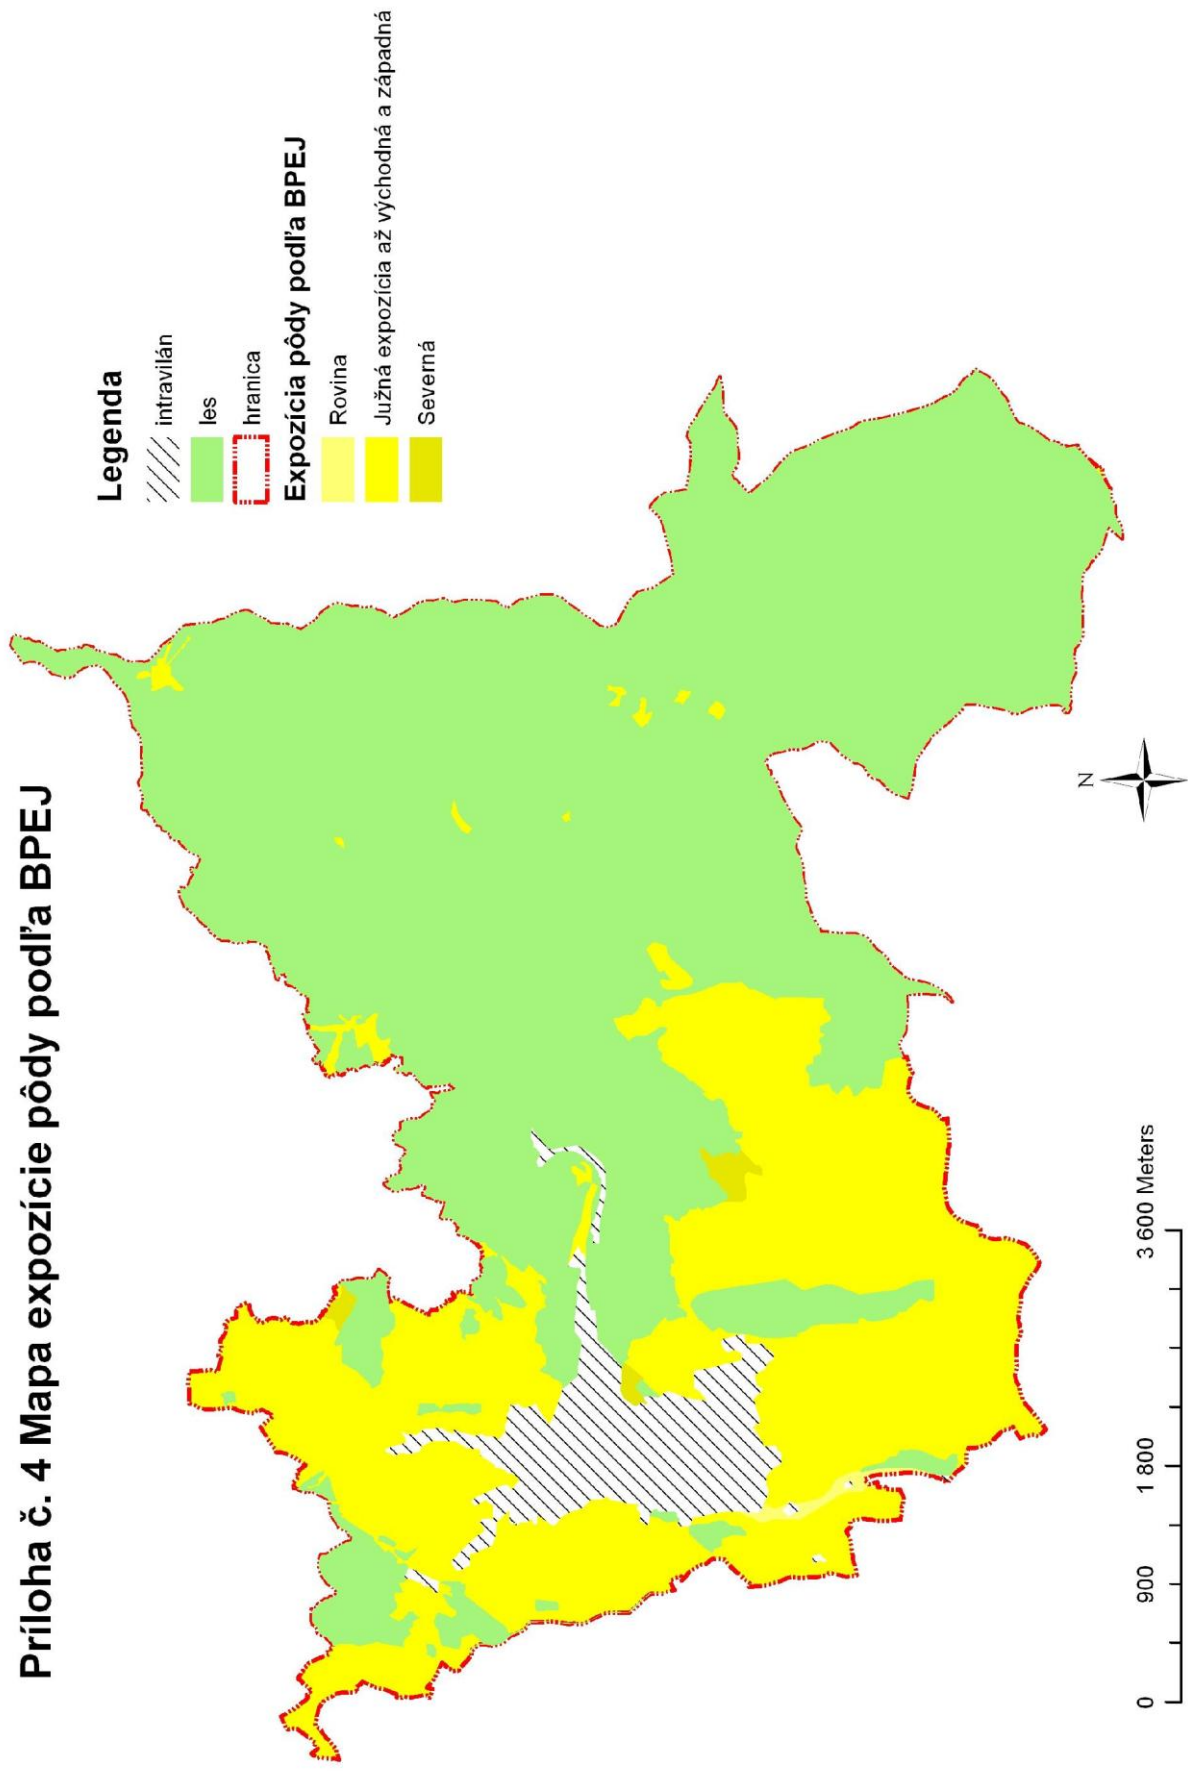 Príloha č. 4 Mapa expozície pôdy podľa BPEJ
Legenda
intravilán
les
hranica
Expozícia pôdy podľa BPEJ
Rovina
Južná expozícia až východná a západná
Severná
N
0 900 1 800 3 600 Meters